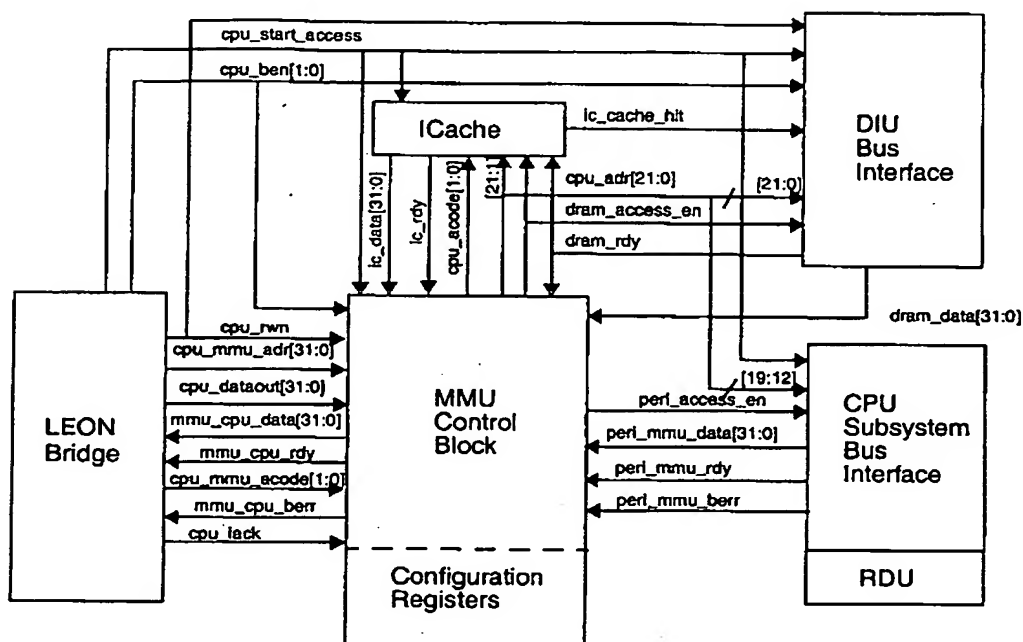 cpu_start_access
cpu_ben[1:0]
ICache
ic_cache_hit
DIU
Bus
Interface
ic_data[31:0]
ic_rdy
cpu_acode[1:0]
[21:1]
cpu_adr[21:0]
[21:0]
dram_access_en
dram_rdy
dram_data[31:0]
LEON
Bridge
cpu_rwn
cpu_mmu_adr[31:0]
cpu_dataout[31:0]
mmu_cpu_data[31:0]
mmu_cpu_rdy
cpu_mmu_acode[1:0]
mmu_cpu_berr
cpu_iack
MMU
Control
Block
Configuration
Registers
[19:12]
peri_access_en
peri_mmu_data[31:0]
peri_mmu_rdy
peri_mmu_berr
CPU
Subsystem
Bus
Interface
RDU